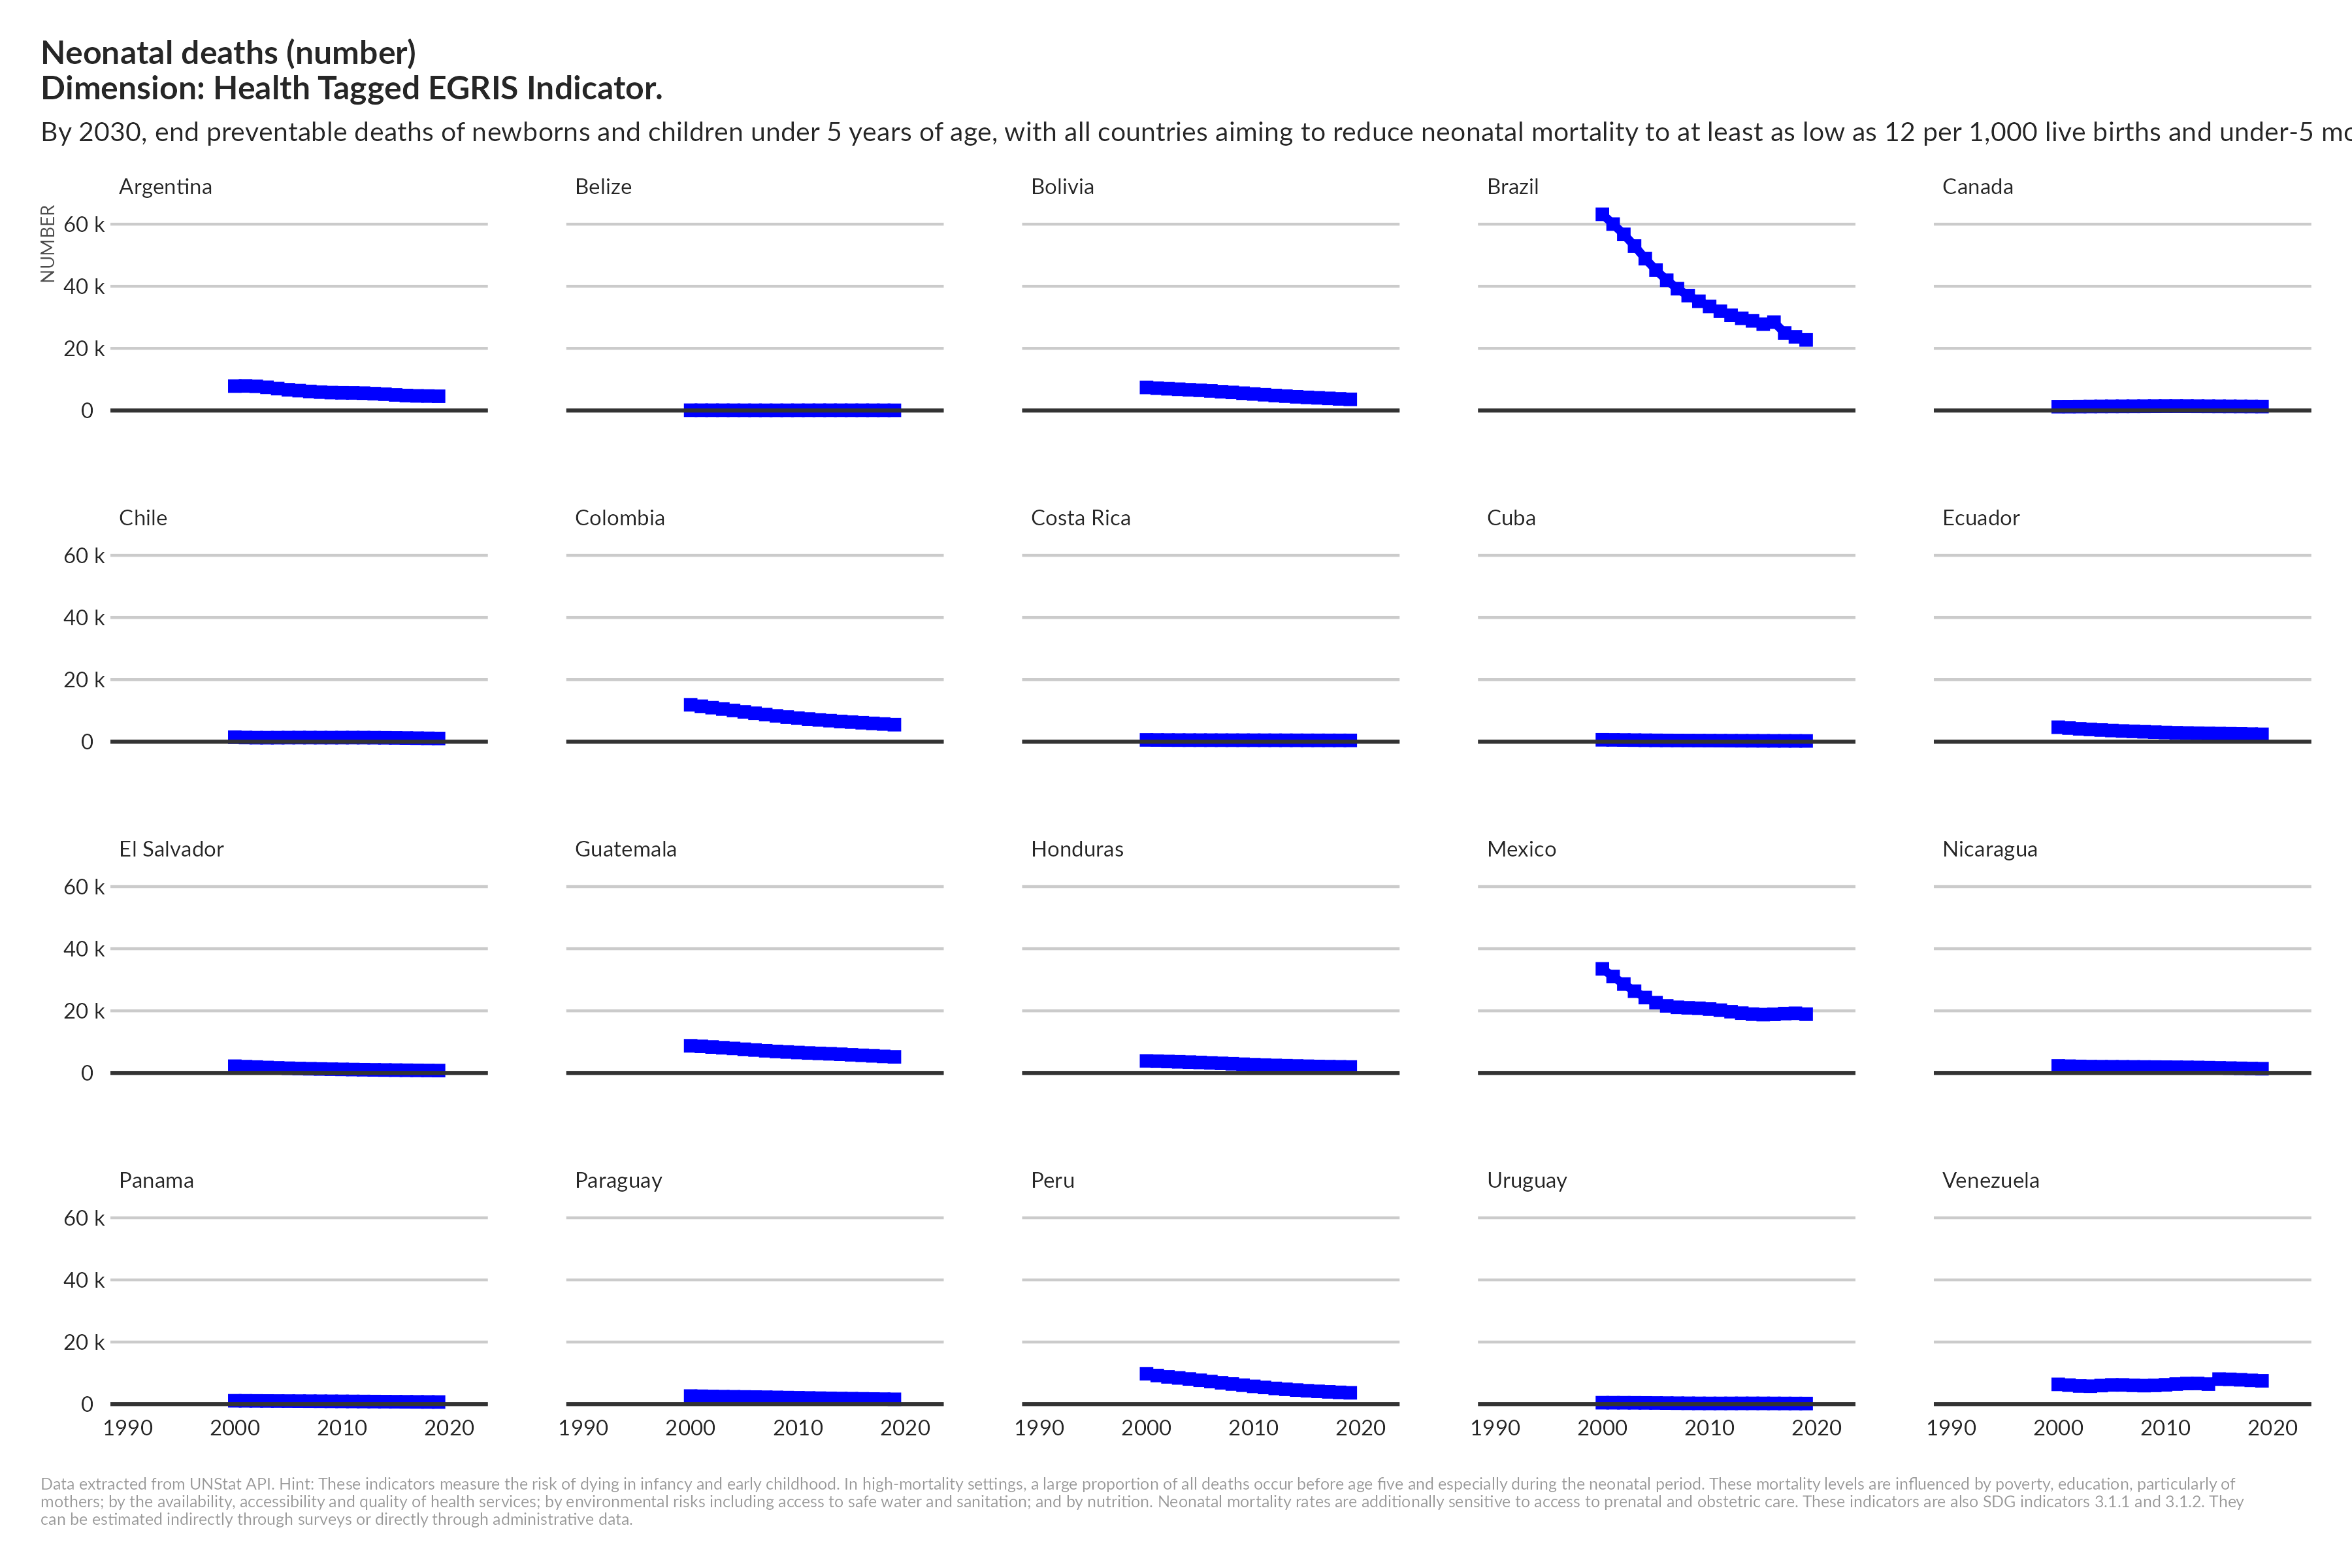 Neonatal deaths (number)
Dimension: Health Tagged EGRIS Indicator.
By 2030, end preventable deaths of newborns and children under 5 years of age, with all countries aiming to reduce neonatal mortality to at least as low as 12 per 1,000 live births and under-5 mo
NUMBER
Argentina
Belize
Bolivia
Brazil
Canada
60 k
40 k
20 k
0
Chile
Colombia
Costa Rica
Cuba
Ecuador
60 k
40 k
20 k
0
El Salvador
Guatemala
Honduras
Mexico
Nicaragua
60 k
40 k
20 k
0
Panama
Paraguay
Peru
Uruguay
Venezuela
60 k
40 k
20 k
0
1990 2000 2010 2020
1990 2000 2010 2020
1990 2000 2010 2020
1990 2000 2010 2020
1990 2000 2010 2020
Data extracted from UNStat API. Hint: These indicators measure the risk of dying in infancy and early childhood. In high-mortality settings, a large proportion of all deaths occur before age five and especially during the neonatal period. These mortality levels are influenced by poverty, education, particularly of
mothers; by the availability, accessibility and quality of health services; by environmental risks including access to safe water and sanitation; and by nutrition. Neonatal mortality rates are additionally sensitive to access to prenatal and obstetric care. These indicators are also SDG indicators 3.1.1 and 3.1.2. They
can be estimated indirectly through surveys or directly through administrative data.